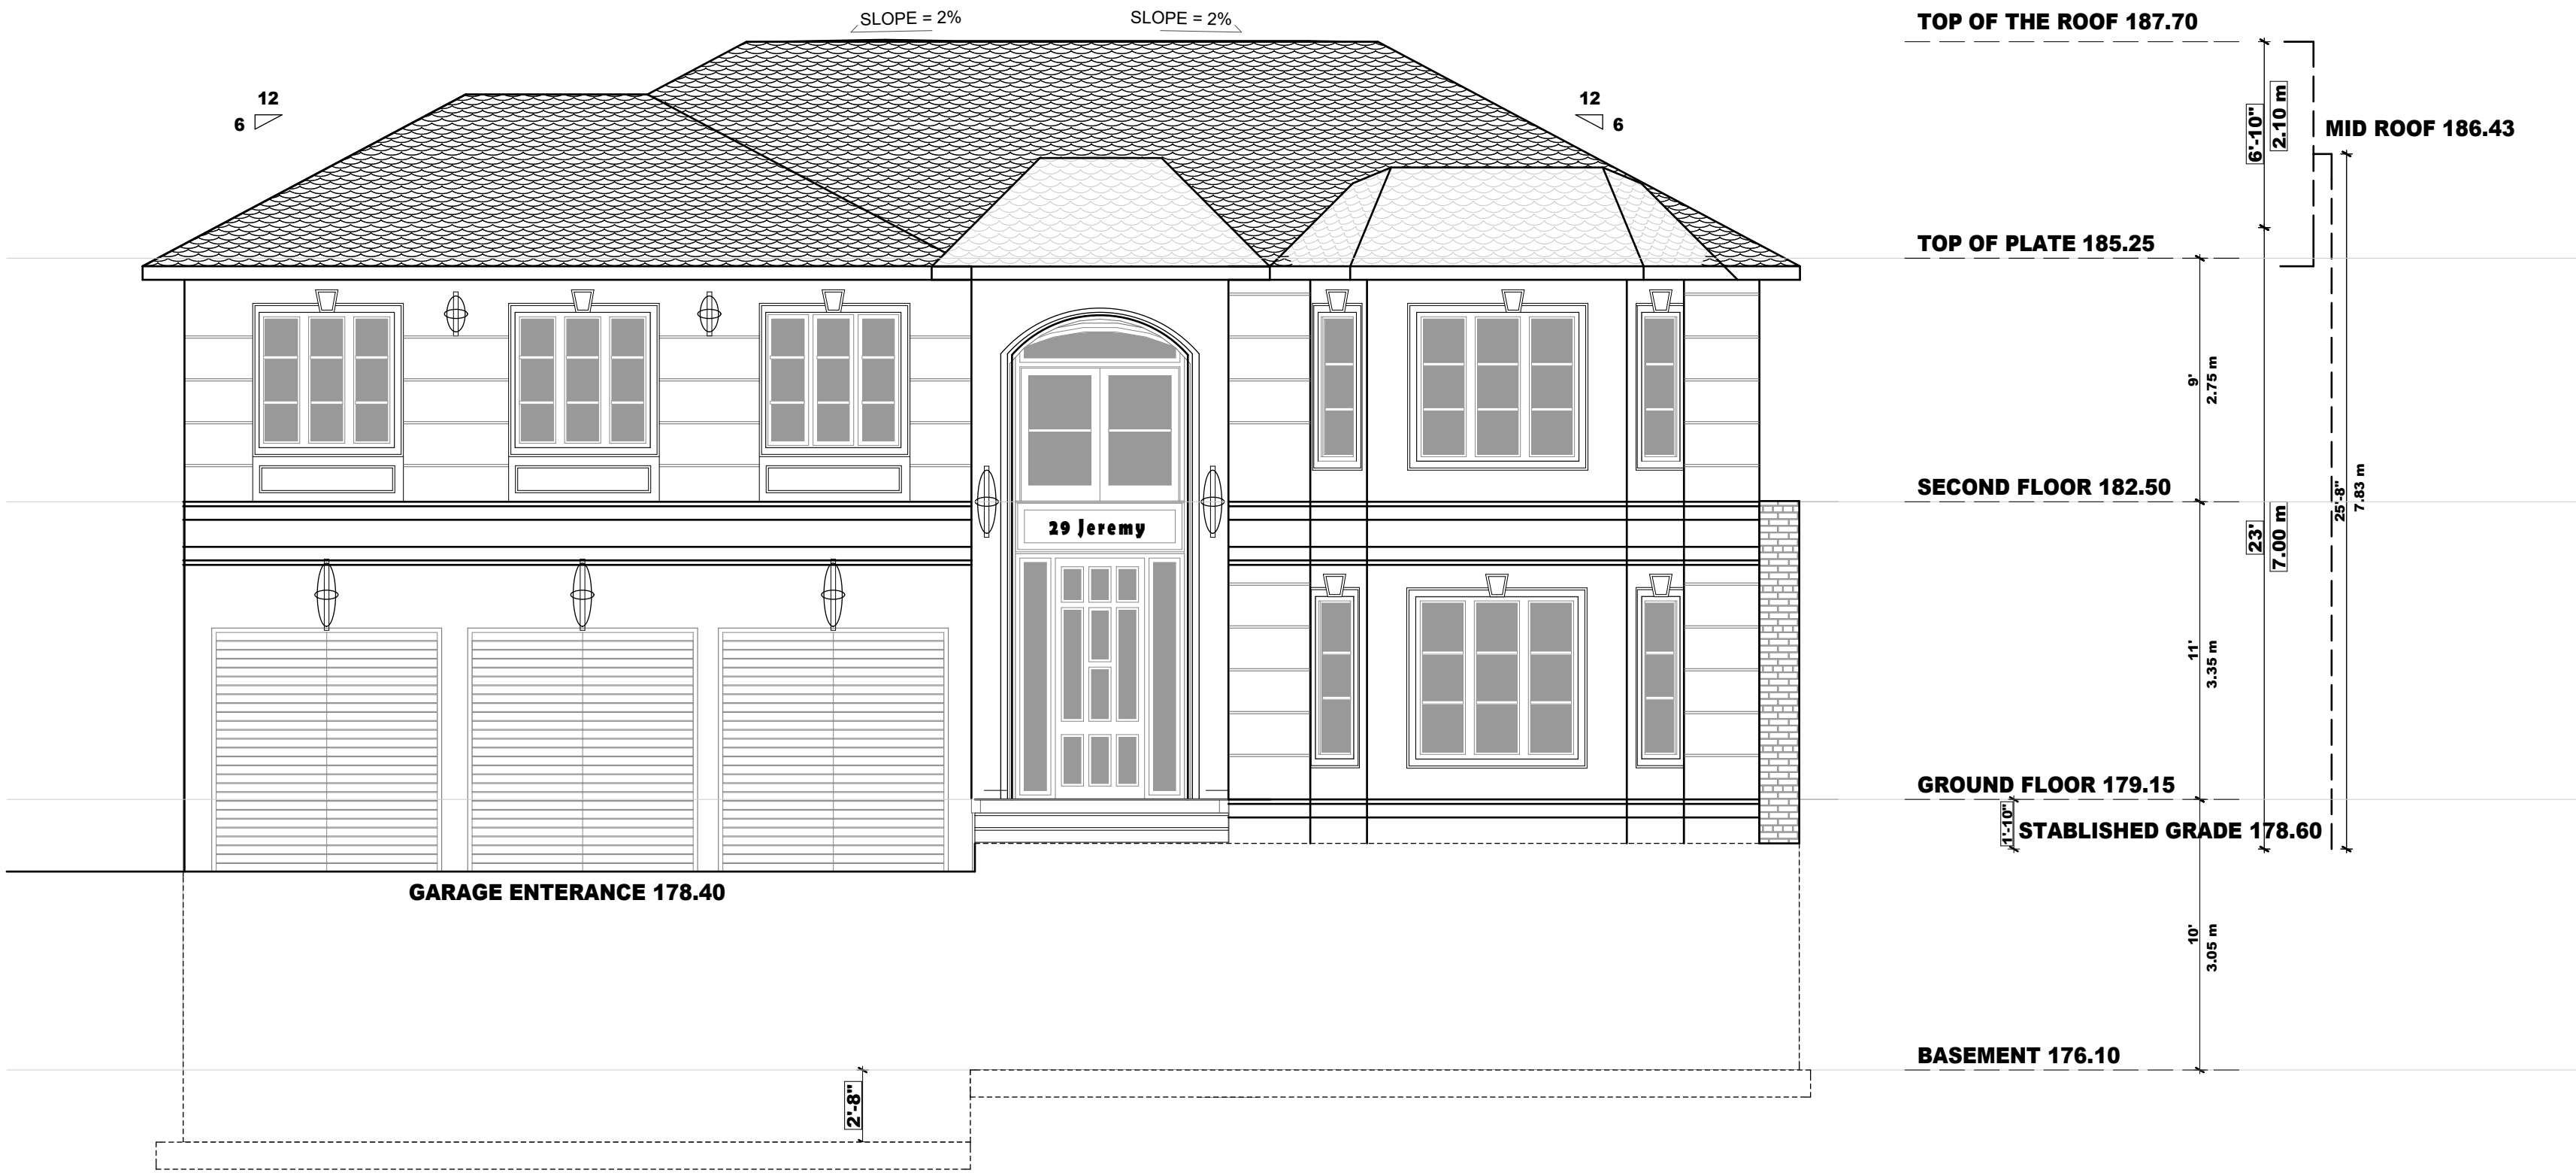 SLOPE = 2%
SLOPE = 2%
TOP OF THE ROOF 187.70
12
6
12
6
6'-10"
2.10 m
MID ROOF 186.43
TOP OF PLATE 185.25
9'
2.75 m
SECOND FLOOR 182.50
25'-8"
7.83 m
23'
7.00 m
29 Jeremy
11'
3.35 m
GROUND FLOOR 179.15
1'-10"
STABLISHED GRADE 178.60
GARAGE ENTERANCE 178.40
10'
3.05 m
BASEMENT 176.10
2'-8"